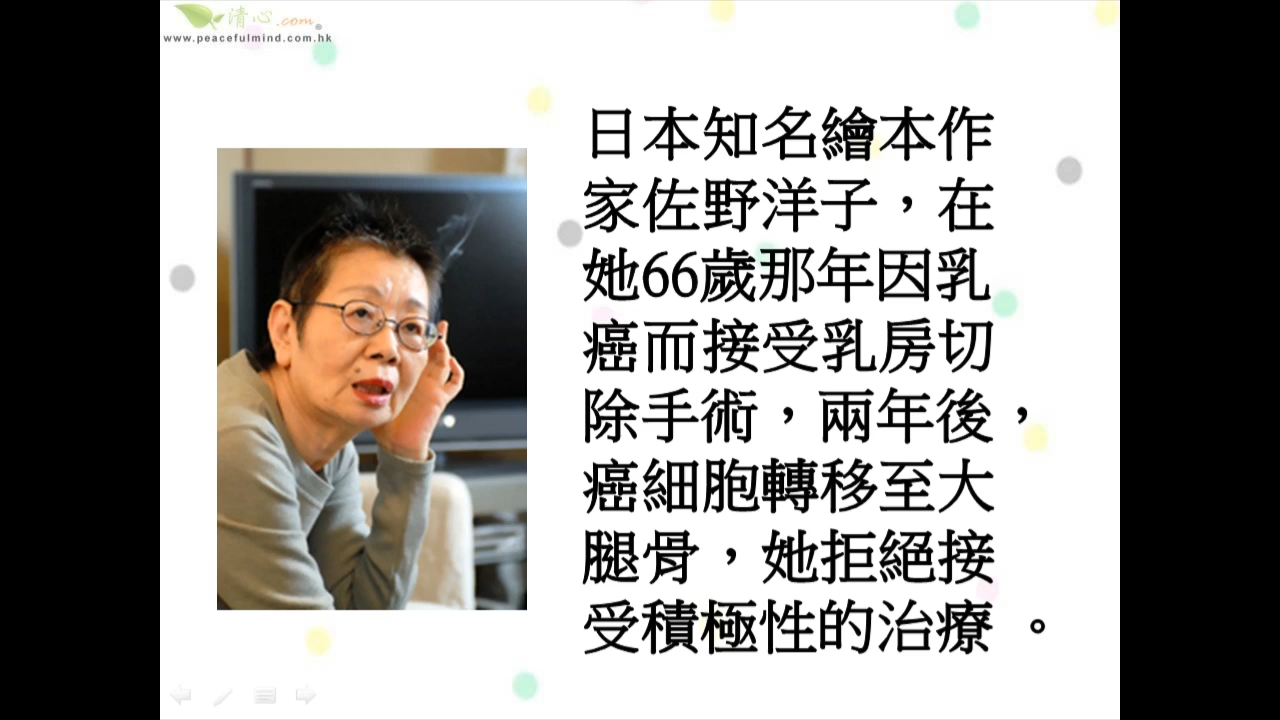 清心.com®
www.peacefulmind.com.hk
日本知名繪本作
家佐野洋子，在
她66歲那年因乳
癌而接受乳房切
除手術，兩年後，
癌細胞轉移至大
腿骨，她拒絕接
受積極性的治療 。